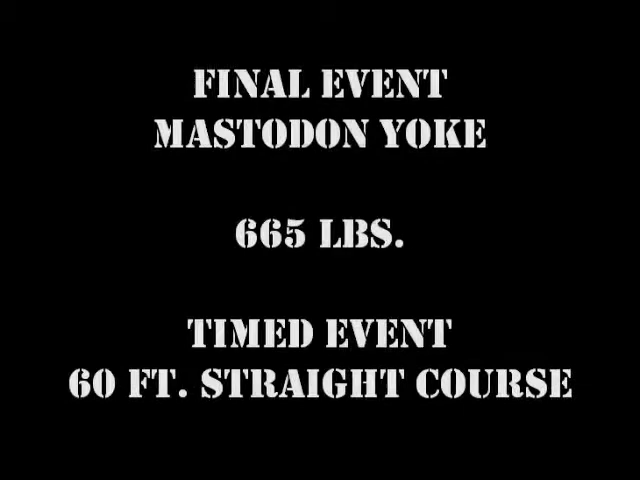 FINAL EVENT
MASTODON YOKE
665 LBS.
TIMED EVENT
60 FT. STRAIGHT COURSE